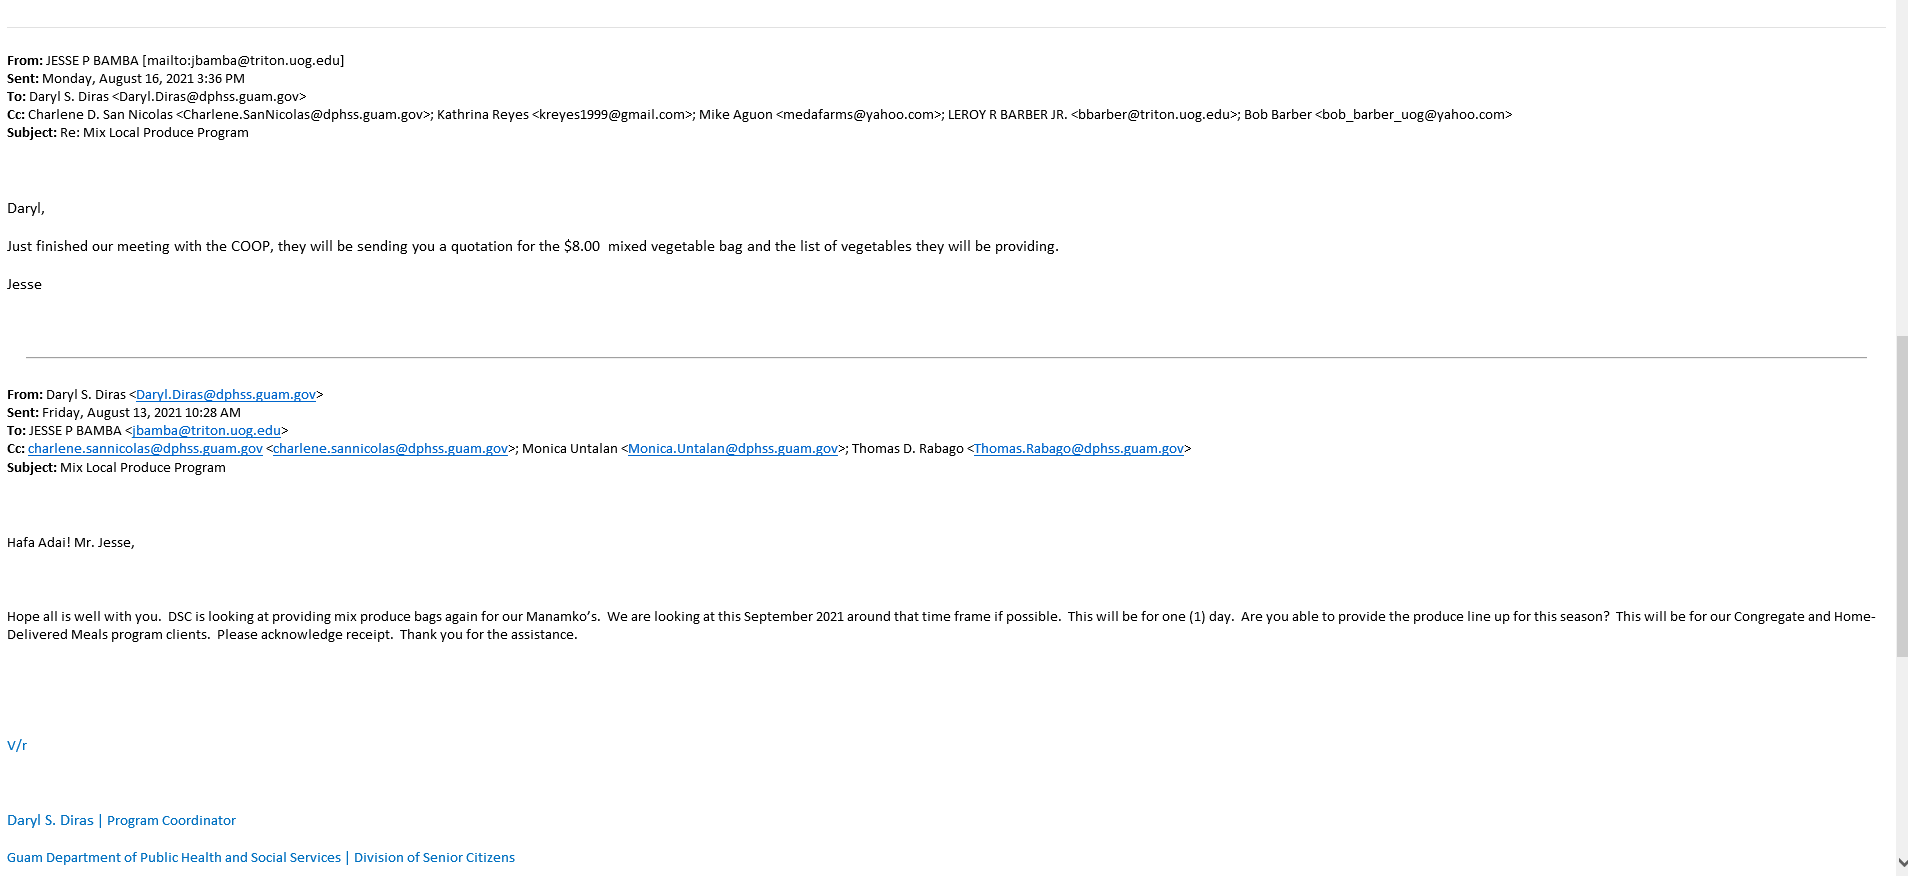 From: JESSE P BAMBA [mailto:jbamba@triton.uog.edu]
Sent: Monday, August 16, 2021 3:36 PM
To: Daryl S. Diras <Daryl.Diras@dphss.guam.gov>
Cc: Charlene D. San Nicolas <Charlene.SanNicolas@dphss.guam.gov>; Kathrina Reyes <kreyes1999@gmail.com>; Mike Aguon <medafarms@yahoo.com>; LEROY R BARBER JR. <bbarber@triton.uog.edu>; Bob Barber <bob_barber_uog@yahoo.com>
Subject: Re: Mix Local Produce Program
Daryl,
Just finished our meeting with the COOP, they will be sending you a quotation for the $8.00  mixed vegetable bag and the list of vegetables they will be providing.
Jesse
From: Daryl S. Diras <Daryl.Diras@dphss.guam.gov>
Sent: Friday, August 13, 2021 10:28 AM
To: JESSE P BAMBA <jbamba@triton.uog.edu>
Cc: charlene.sannicolas@dphss.guam.gov <charlene.sannicolas@dphss.guam.gov>; Monica Untalan <Monica.Untalan@dphss.guam.gov>; Thomas D. Rabago <Thomas.Rabago@dphss.guam.gov>
Subject: Mix Local Produce Program
Hafa Adai! Mr. Jesse,
Hope all is well with you.  DSC is looking at providing mix produce bags again for our Manamko’s.  We are looking at this September 2021 around that time frame if possible.  This will be for one (1) day.  Are you able to provide the produce line up for this season?  This will be for our Congregate and Home-
Delivered Meals program clients.  Please acknowledge receipt.  Thank you for the assistance.
V/r
Daryl S. Diras | Program Coordinator
Guam Department of Public Health and Social Services | Division of Senior Citizens